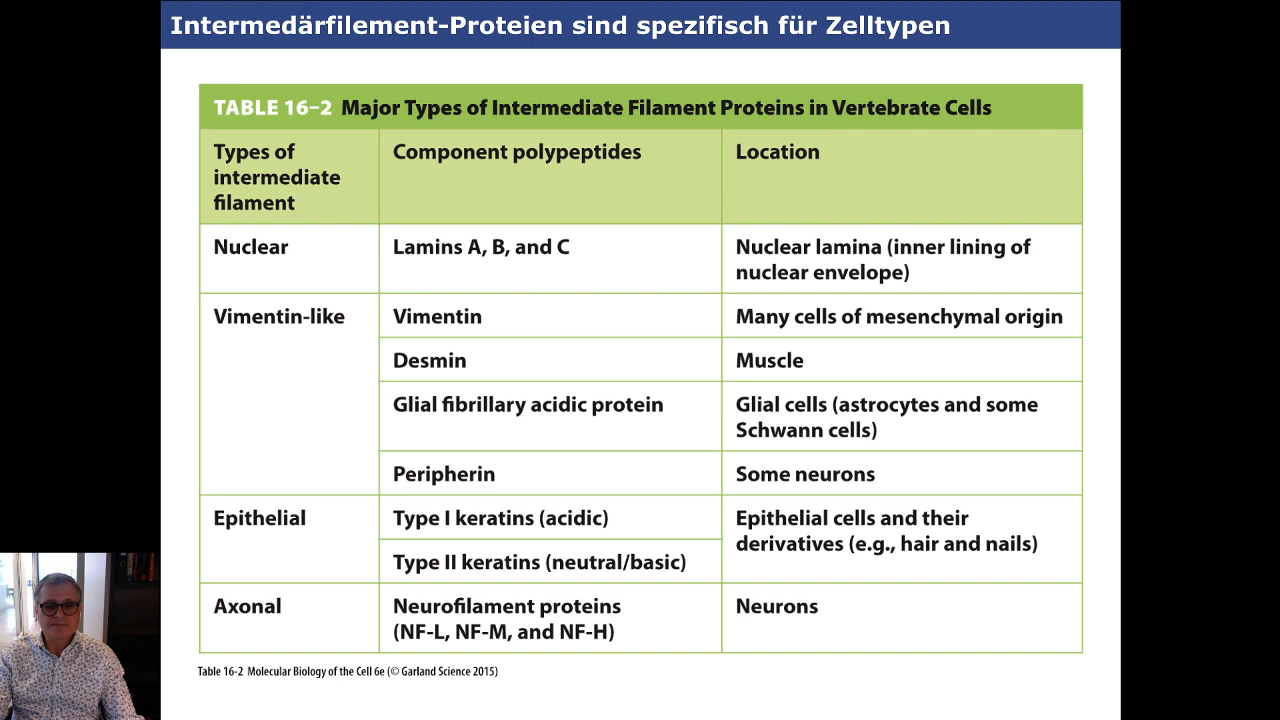 Intermedärfilement-Proteien sind spezifisch für Zelltypen
TABLE 16–2 Major Types of Intermediate Filament Proteins in Vertebrate Cells
Types of
intermediate
filament
Component polypeptides
Location
Nuclear
Lamins A, B, and C
Nuclear lamina (inner lining of
nuclear envelope)
Vimentin-like
Vimentin
Many cells of mesenchymal origin
Desmin
Muscle
Glial fibrillary acidic protein
Glial cells (astrocytes and some
Schwann cells)
Peripherin
Some neurons
Epithelial
Type I keratins (acidic)
Epithelial cells and their
derivatives (e.g., hair and nails)
Type II keratins (neutral/basic)
Axonal
Neurofilament proteins
(NF-L, NF-M, and NF-H)
Neurons
Table 16-2 Molecular Biology of the Cell 6e (© Garland Science 2015)